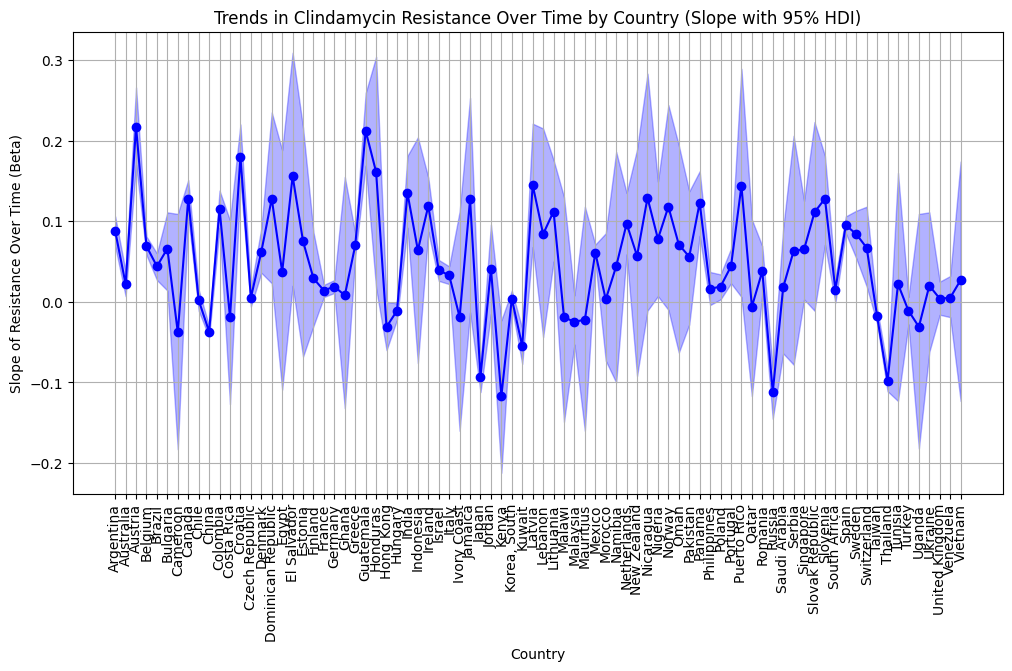 Trends in Clindamycin Resistance Over Time by Country (Slope with 95% HDI)
Slope of Resistance Over Time (Beta)
0.3
0.2
0.1
0.0
−0.1
−0.2
Argentina
Australia
Austria
Belgium
Brazil
Bulgaria
Cameroon
Canada
Chile
China
Colombia
Costa Rica
Croatia
Czech Republic
Denmark
Dominican Republic
Egypt
El Salvador
Estonia
Finland
France
Germany
Ghana
Greece
Guatemala
Honduras
Hong Kong
Hungary
India
Indonesia
Ireland
Israel
Italy
Ivory Coast
Jamaica
Japan
Jordan
Kenya
Korea, South
Kuwait
Latvia
Lebanon
Lithuania
Malawi
Malaysia
Mauritius
Mexico
Morocco
Namibia
Netherlands
New Zealand
Nicaragua
Nigeria
Norway
Oman
Pakistan
Panama
Philippines
Poland
Portugal
Puerto Rico
Qatar
Romania
Russia
Saudi Arabia
Serbia
Singapore
Slovak Republic
Slovenia
South Africa
Spain
Sweden
Switzerland
Taiwan
Thailand
Tunisia
Turkey
Uganda
Ukraine
United Kingdom
Venezuela
Vietnam
Country